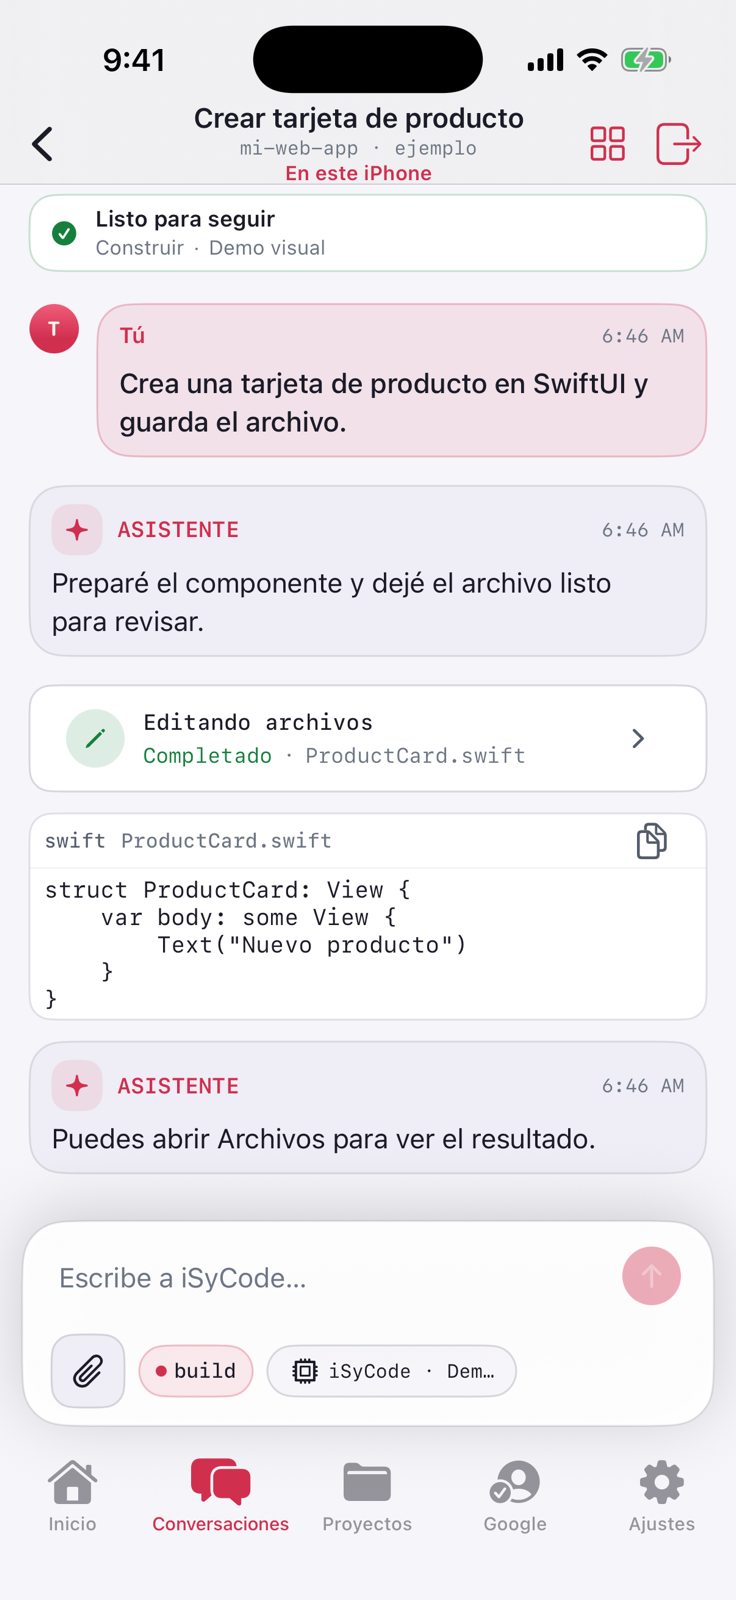 9:41
Crear tarjeta de producto
mi-web-app · ejemplo
En este iPhone
Listo para seguir
Construir · Demo visual
T
Tú 6:46 AM
Crea una tarjeta de producto en SwiftUI y
guarda el archivo.
ASISTENTE 6:46 AM
Preparé el componente y dejé el archivo listo
para revisar.
Editando archivos
Completado · ProductCard.swift
swift ProductCard.swift
struct ProductCard: View {
    var body: some View {
        Text("Nuevo producto")
    }
}
ASISTENTE 6:46 AM
Puedes abrir Archivos para ver el resultado.
Escribe a iSyCode...
build
iSyCode · Dem…
Inicio Conversaciones Proyectos Google Ajustes